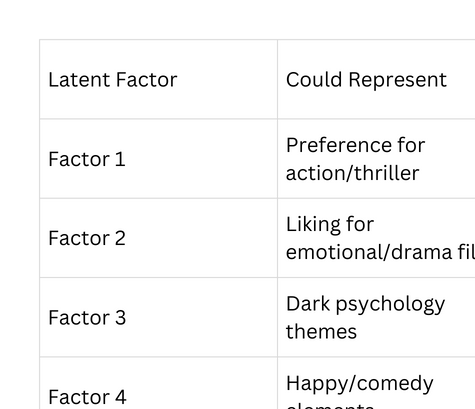 Latent Factor
Could Represent
Factor 1
Preference for
action/thriller
Factor 2
Liking for
emotional/drama fil
Factor 3
Dark psychology
themes
Factor 4
Happy/comedy
elements